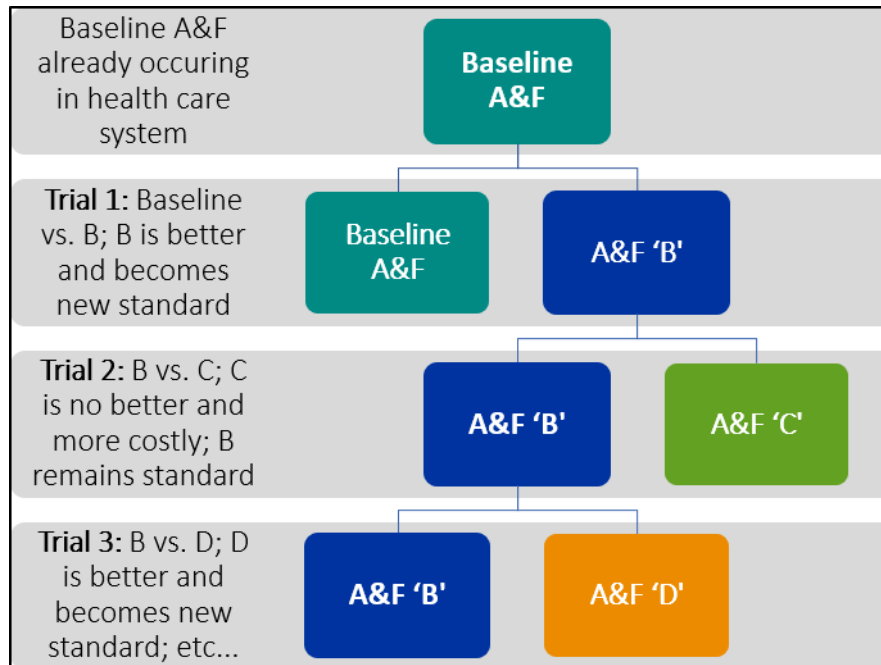 Baseline A&F
already occuring
in health care
system
Baseline
A&F
Trial 1: Baseline
vs. B; B is better
and becomes
new standard
Baseline
A&F
A&F ‘B'
Trial 2: B vs. C; C
is no better and
more costly; B
remains standard
A&F ‘B'
A&F ‘C'
Trial 3: B vs. D; D
is better and
becomes new
standard; etc...
A&F ‘B'
A&F ‘D'